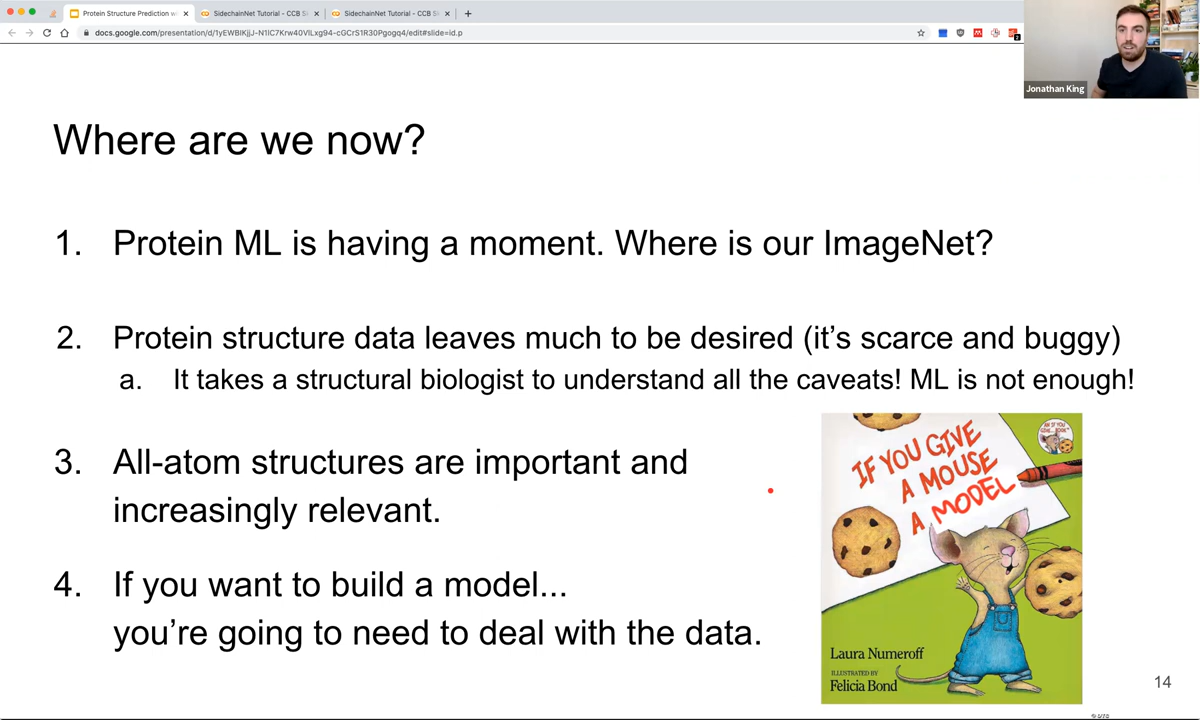 Protein Structure Prediction w
SidechainNet Tutorial - CCB S
SidechainNet Tutorial - CCB S
docs.google.com/presentation/d/1yEWBlKjjJ-N1lC7Krw40VlLxg94-cGCrS1R30Pgogq4/edit#slide=id.p
2
Jonathan King
Where are we now?
1. Protein ML is having a moment. Where is our ImageNet?
2. Protein structure data leaves much to be desired (it's scarce and buggy)
a. It takes a structural biologist to understand all the caveats! ML is not enough!
3. All-atom structures are important and
increasingly relevant.
4. If you want to build a model...
you're going to need to deal with the data.
IF YOU GIVE
A MOUSE
A MODEL
Laura Numeroff
ILLUSTRATED BY
Felicia Bond
14